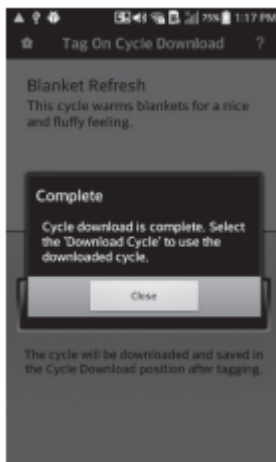 75% 1:17 PM
Tag On Cycle Download ?
Blanket Refresh
This cycle warms blankets for a nice
and fluffy feeling.
Complete
Cycle download is complete. Select
the 'Download Cycle' to use the
downloaded cycle.
Close
The cycle will be downloaded and saved in
the Cycle Download position after tagging.